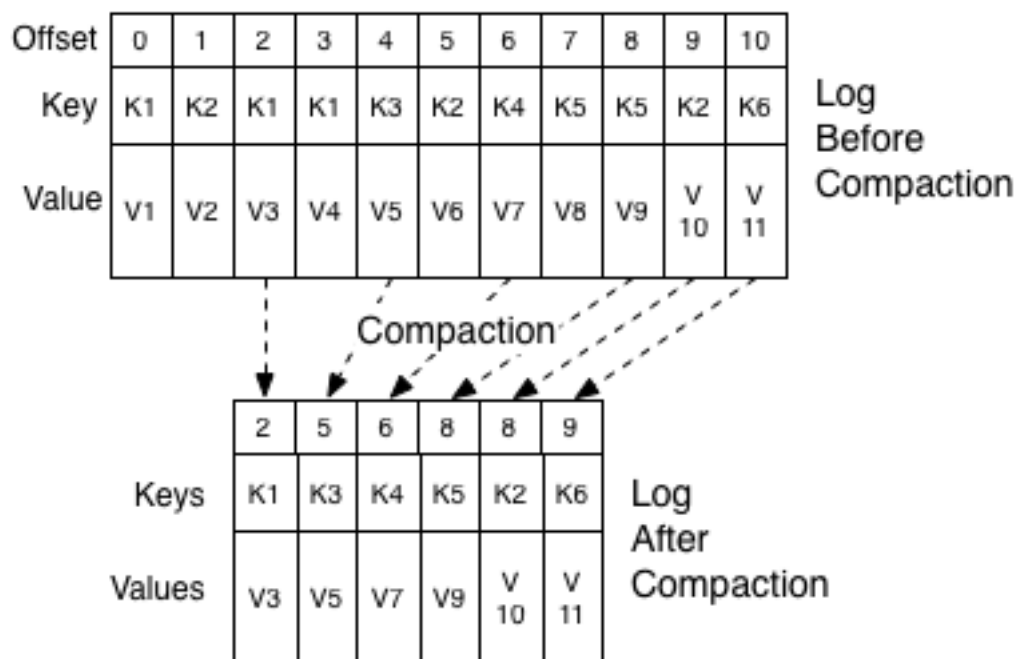 Offset 0 1 2 3 4 5 6 7 8 9 10
Key K1 K2 K1 K1 K3 K2 K4 K5 K5 K2 K6
Value V1 V2 V3 V4 V5 V6 V7 V8 V9 V 10 V 11
Log
Before
Compaction
Compaction
2 5 6 8 8 9
Keys K1 K3 K4 K5 K2 K6
Values V3 V5 V7 V9 V 10 V 11
Log
After
Compaction